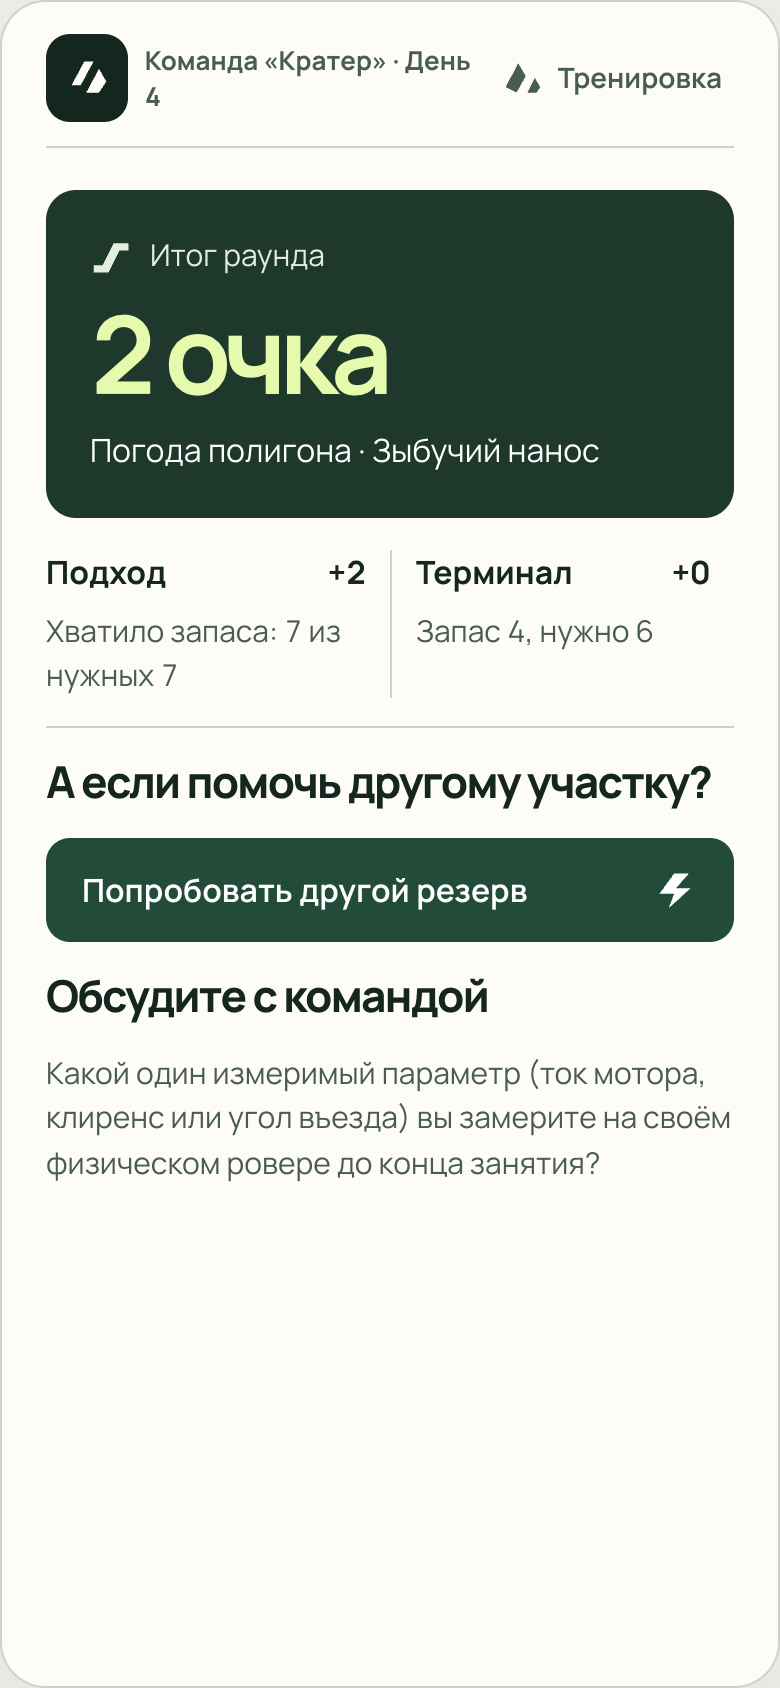 Команда «Кратер» · День
4
Тренировка
Итог раунда
2 очка
Погода полигона · Зыбучий нанос
Подход +2
Хватило запаса: 7 из
нужных 7
Терминал +0
Запас 4, нужно 6
А если помочь другому участку?
Попробовать другой резерв
Обсудите с командой
Какой один измеримый параметр (ток мотора,
клиренс или угол въезда) вы замерите на своём
физическом ровере до конца занятия?